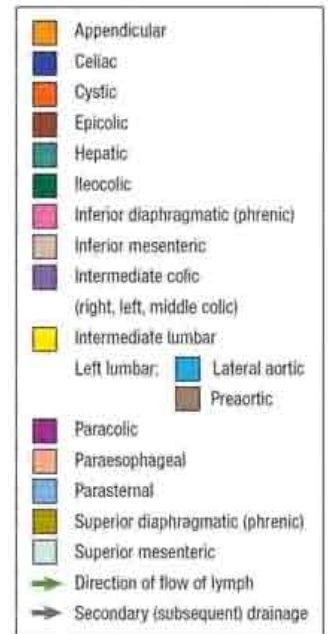 Appendicular
Celiac
Cystic
Epicolic
Hepatic
Ileocolic
Inferior diaphragmatic (phrenic)
Inferior mesenteric
Intermediate colic
(right, left, middle colic)
Intermediate lumbar
Left lumbar: Lateral aortic
Preaortic
Paracolic
Paraesophageal
Parasternal
Superior diaphragmatic (phrenic)
Superior mesenteric
Direction of flow of lymph
Secondary (subsequent) drainage